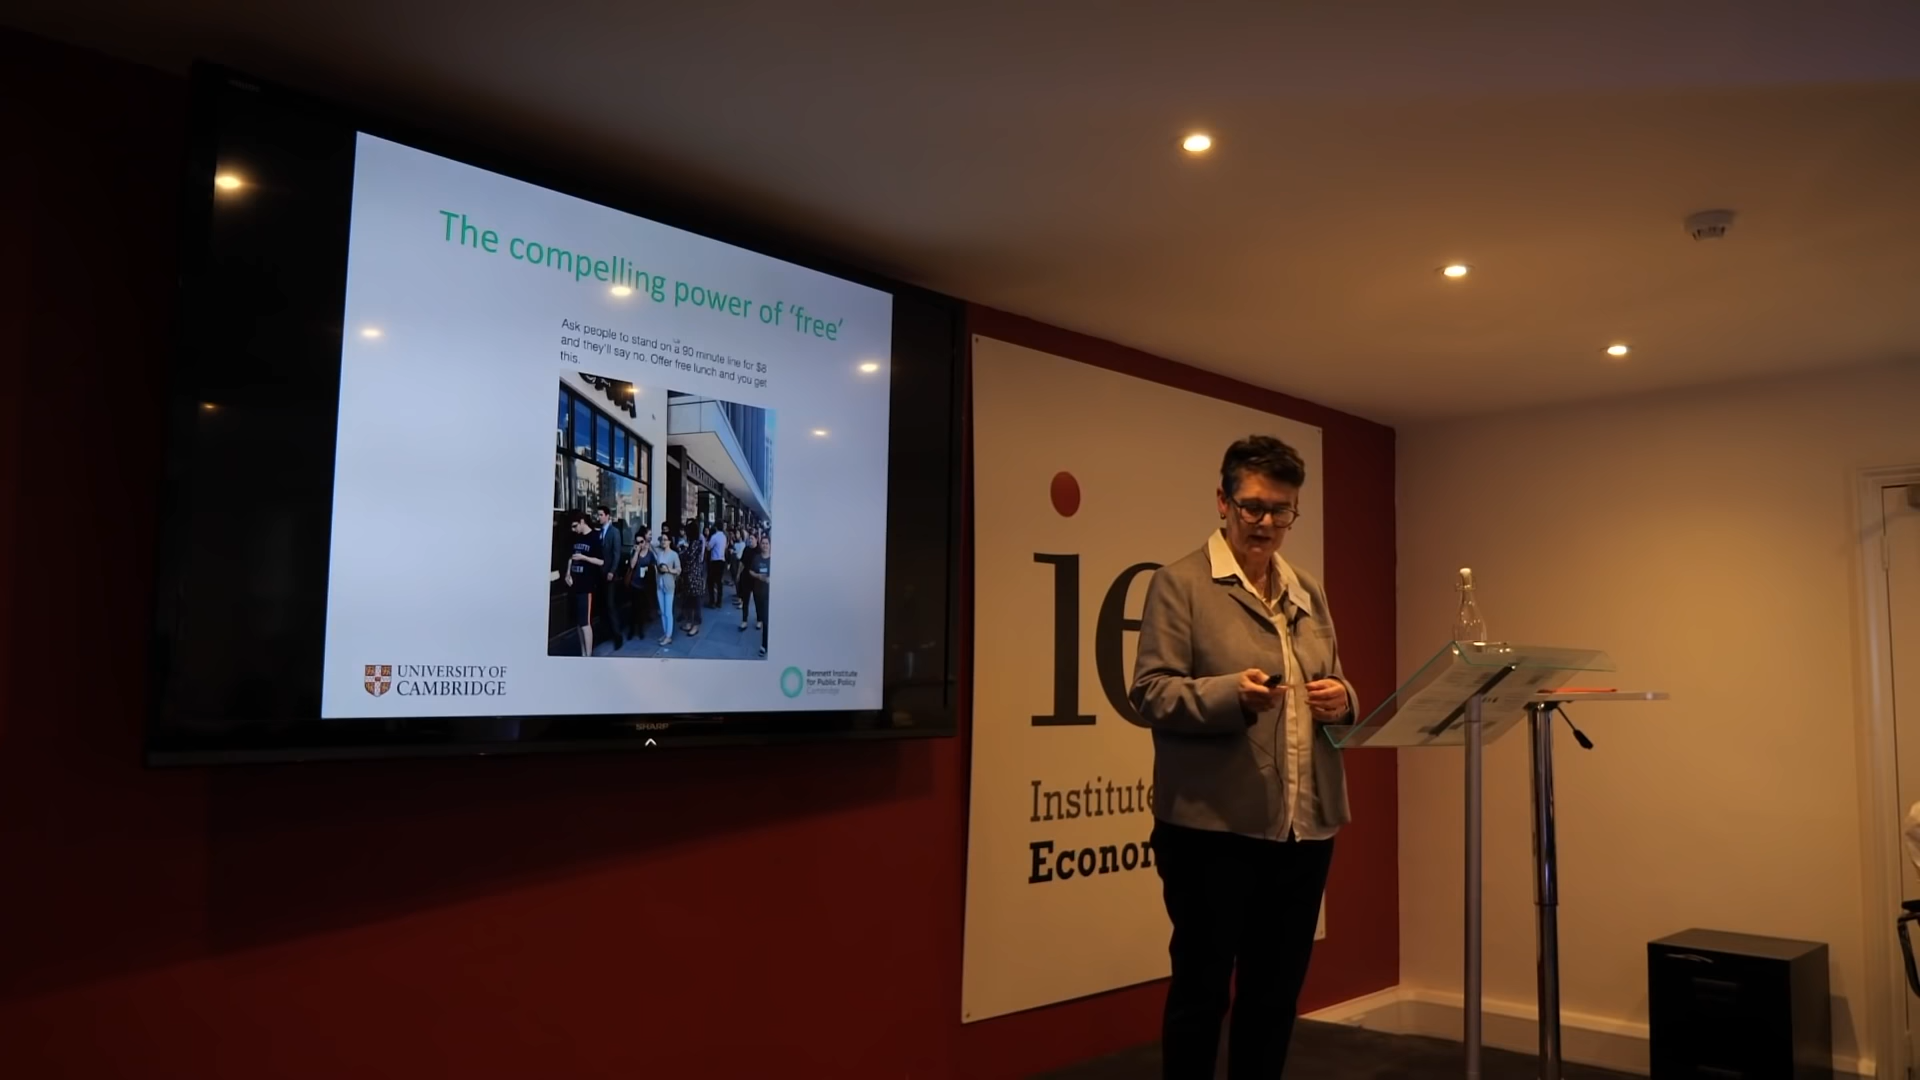 The compelling power of ‘free’
Ask people to stand on a 90 minute line for $8
and they'll say no. Offer free lunch and you get
this.
UNIVERSITY OF
CAMBRIDGE
Bennett Institute
for Public Policy
Cambridge
SHARP
ie
Institute
Econom